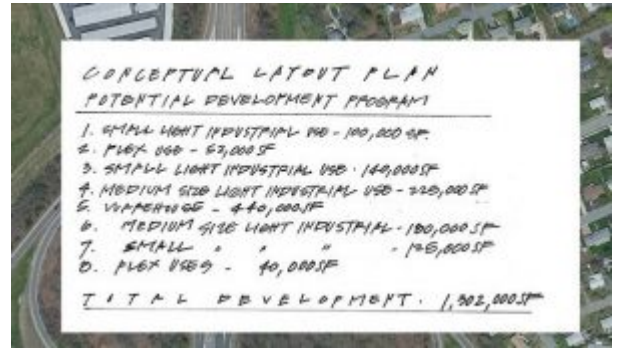 CONCEPTUAL LAYOUT PLAN
POTENTIAL DEVELOPMENT PROGRAM
1. SMALL LIGHT INDUSTRIAL USE - 100,000 SF.
2. FLEX USE - 52,000 SF
3. SMALL LIGHT INDUSTRIAL USE - 140,000 SF
4. MEDIUM SIZE LIGHT INDUSTRIAL USE - 225,000 SF
5. WAREHOUSE - 440,000 SF
6. MEDIUM SIZE LIGHT INDUSTRIAL - 180,000 SF
7. SMALL " " " - 125,000 SF
8. FLEX USES - 40,000 SF
TOTAL DEVELOPMENT - 1,302,000 SF